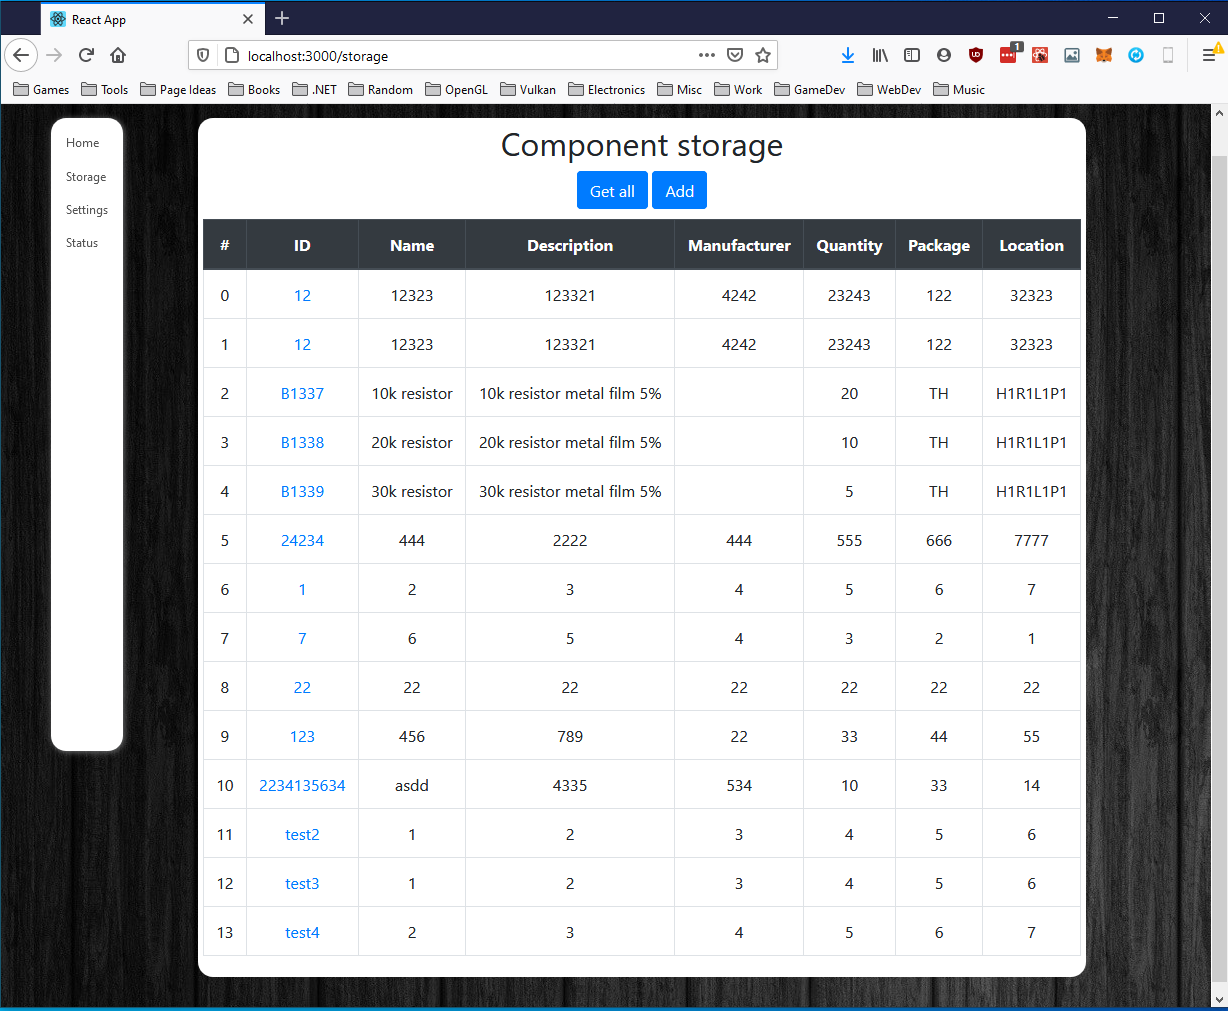 React App
localhost:3000/storage
1
Games Tools Page Ideas Books .NET Random OpenGL Vulkan Electronics Misc Work GameDev WebDev Music
Home
Storage
Settings
Status
Component storage
Get all Add
# ID Name Description Manufacturer Quantity Package Location
0 12 12323 123321 4242 23243 122 32323
1 12 12323 123321 4242 23243 122 32323
2 B1337 10k resistor 10k resistor metal film 5% 20 TH H1R1L1P1
3 B1338 20k resistor 20k resistor metal film 5% 10 TH H1R1L1P1
4 B1339 30k resistor 30k resistor metal film 5% 5 TH H1R1L1P1
5 24234 444 2222 444 555 666 7777
6 1 2 3 4 5 6 7
7 7 6 5 4 3 2 1
8 22 22 22 22 22 22 22
9 123 456 789 22 33 44 55
10 2234135634 asdd 4335 534 10 33 14
11 test2 1 2 3 4 5 6
12 test3 1 2 3 4 5 6
13 test4 2 3 4 5 6 7